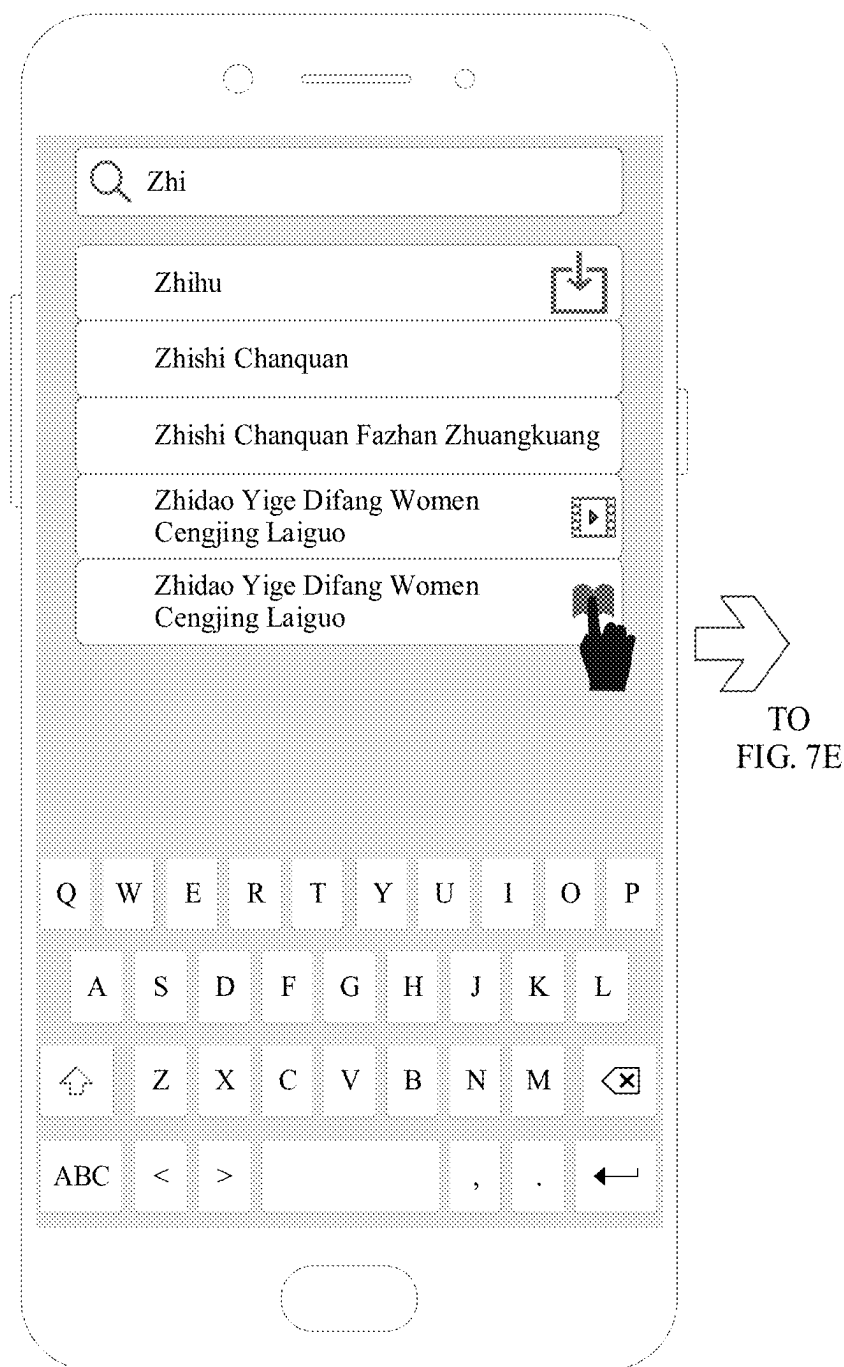 Zhi
Zhihu
Zhishi Chanquan
Zhishi Chanquan Fazhan Zhuangkuang
Zhidao Yige Difang Women
Cengjing Laiguo
Zhidao Yige Difang Women
Cengjing Laiguo
TO
FIG. 7E
Q W E R T Y U I O P
A S D F G H J K L
Z X C V B N M
ABC < > , .